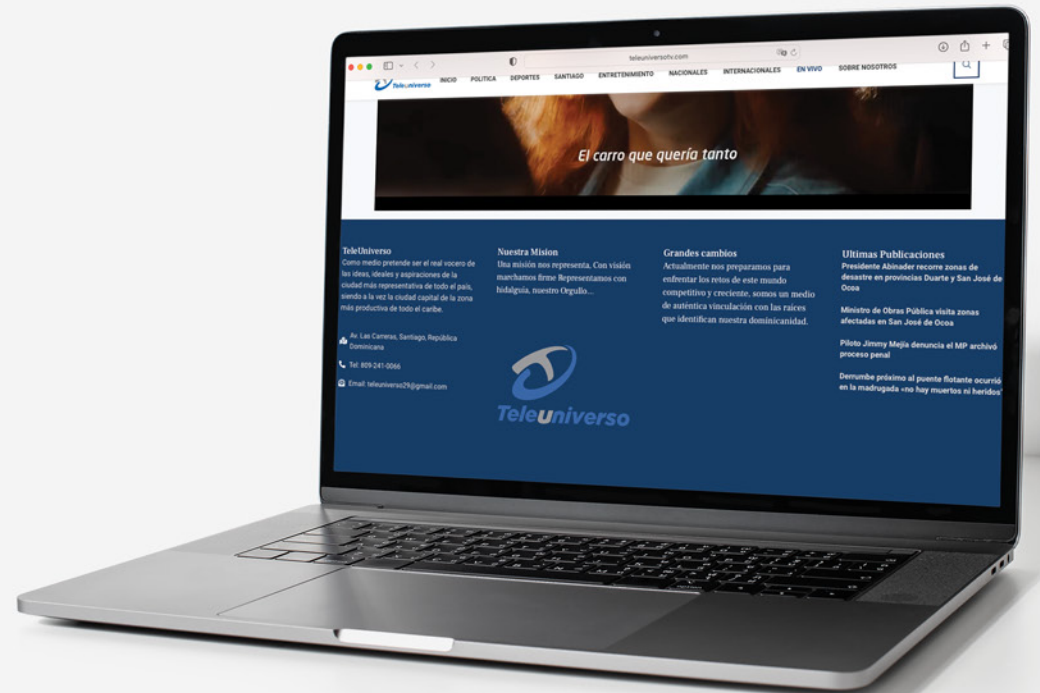 teleuniversotv.com
Teleuniverso
INICIO POLITICA DEPORTES SANTIAGO ENTRETENIMIENTO NACIONALES INTERNACIONALES EN VIVO SOBRE NOSOTROS
El carro que quería tanto
TeleUniverso
Como medio pretende ser el real vocero de
las ideas, ideales y aspiraciones de la
ciudad más representativa de todo el país,
siendo a la vez la ciudad capital de la zona
más productiva de todo el caribe.
Av. Las Carreras, Santiago, República
Dominicana
Tel: 809-241-0066
Email: teleuniverso29@gmail.com
Nuestra Mision
Una misión nos representa, Con visión
marchamos firme Representamos con
hidalguia, nuestro Orgullo...
Teleuniverso
Grandes cambios
Actualmente nos preparamos para
enfrentar los retos de este mundo
competitivo y creciente, somos un medio
de auténtica vinculación con las raíces
que identifican nuestra dominicanidad.
Ultimas Publicaciones
Presidente Abinader recorre zonas de
desastre en provincias Duarte y San José de
Ocoa
Ministro de Obras Pública visita zonas
afectadas en San José de Ocoa
Piloto Jimmy Mejía denuncia el MP archivó
proceso penal
Derrumbe próximo al puente flotante ocurrió
en la madrugada «no hay muertos ni heridos"